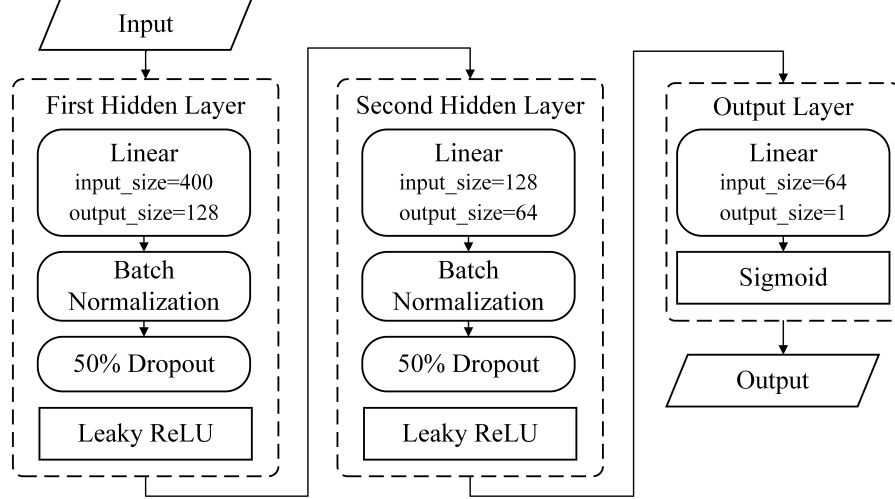 Input
First Hidden Layer
Linear
input_size=400
output_size=128
Batch
Normalization
50% Dropout
Leaky ReLU
Second Hidden Layer
Linear
input_size=128
output_size=64
Batch
Normalization
50% Dropout
Leaky ReLU
Output Layer
Linear
input_size=64
output_size=1
Sigmoid
Output